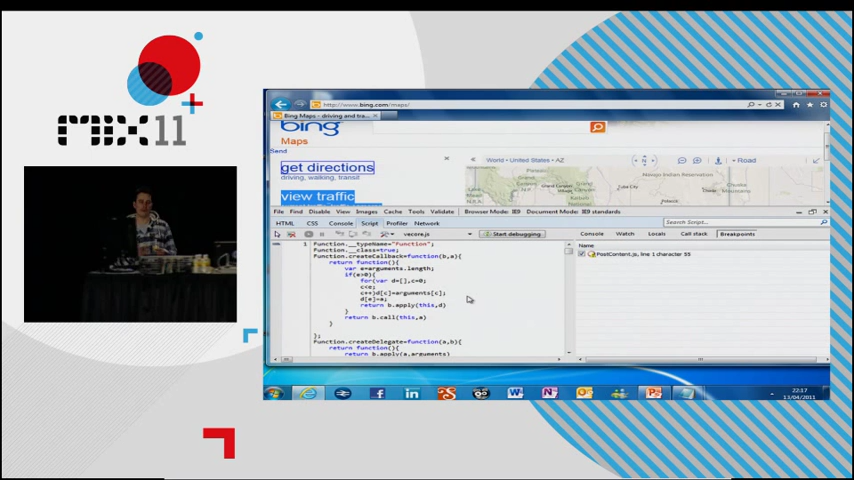 MIX11
http://www.bing.com/maps/
Bing Maps - driving and tra...
bing
Maps
Send
get directions
driving, walking, transit
view traffic
World • United States • AZ
Road
File Find Disable View Images Cache Tools Validate Browser Mode: IE9 Document Mode: IE9 standards
HTML CSS Console Script Profiler Network
Search Script...
vecore.js
Start debugging
Console Watch Locals Call stack Breakpoints
Name
PostContent.js, line 1 character 55
1 Function.__typeName="Function";
Function.__class=true;
Function.createCallback=function(b,a){
return function(){
var e=arguments.length;
if(e>0){
for(var d=[],c=0;
c<e;
c++)d[c]=arguments[c];
d[e]=a;
return b.apply(this,d)
}
return b.call(this,a)
}
};
Function.createDelegate=function(a,b){
return function(){
return b.apply(a,arguments)
22:37
13/04/2011